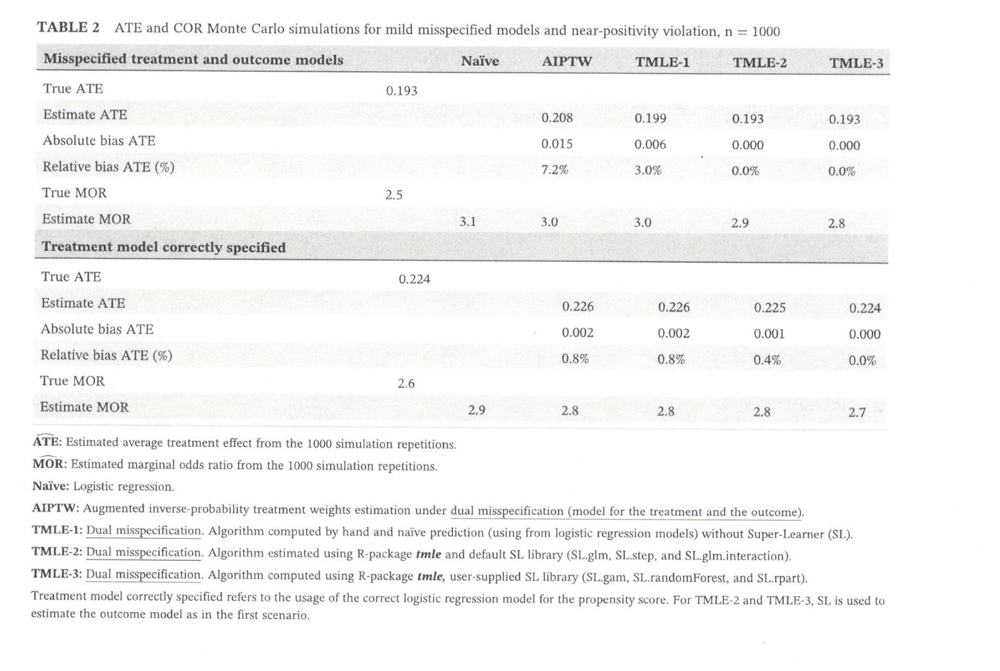 TABLE 2 ATE and COR Monte Carlo simulations for mild misspecified models and near-positivity violation, n = 1000
Misspecified treatment and outcome models Naïve AIPTW TMLE-1 TMLE-2 TMLE-3
True ATE 0.193
Estimate ATE 0.208 0.199 0.193 0.193
Absolute bias ATE 0.015 0.006 0.000 0.000
Relative bias ATE (%) 7.2% 3.0% 0.0% 0.0%
True MOR 2.5
Estimate MOR 3.1 3.0 3.0 2.9 2.8
Treatment model correctly specified
True ATE 0.224
Estimate ATE 0.226 0.226 0.225 0.224
Absolute bias ATE 0.002 0.002 0.001 0.000
Relative bias ATE (%) 0.8% 0.8% 0.4% 0.0%
True MOR 2.6
Estimate MOR 2.9 2.8 2.8 2.8 2.7
A͡TE: Estimated average treatment effect from the 1000 simulation repetitions.
M͡OR: Estimated marginal odds ratio from the 1000 simulation repetitions.
Naïve: Logistic regression.
AIPTW: Augmented inverse-probability treatment weights estimation under dual misspecification (model for the treatment and the outcome).
TMLE-1: Dual misspecification. Algorithm computed by hand and naïve prediction (using from logistic regression models) without Super-Learner (SL).
TMLE-2: Dual misspecification. Algorithm estimated using R-package tmle and default SL library (SL.glm, SL.step, and SL.glm.interaction).
TMLE-3: Dual misspecification. Algorithm computed using R-package tmle, user-supplied SL library (SL.gam, SL.randomForest, and SL.rpart).
Treatment model correctly specified refers to the usage of the correct logistic regression model for the propensity score. For TMLE-2 and TMLE-3, SL is used to
estimate the outcome model as in the first scenario.